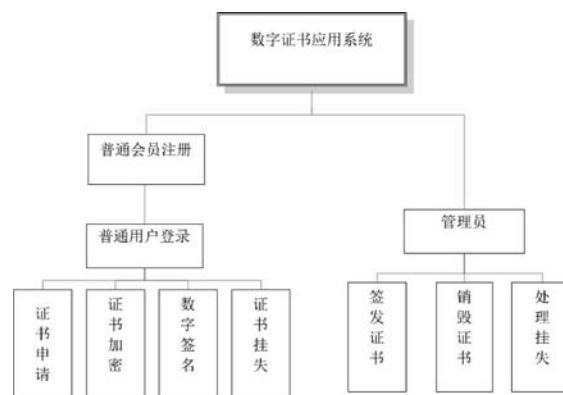 数字证书应用系统
普通会员注册
普通用户登录
管理员
证书申请
证书加密
数字签名
证书挂失
签发证书
销毁证书
处理挂失